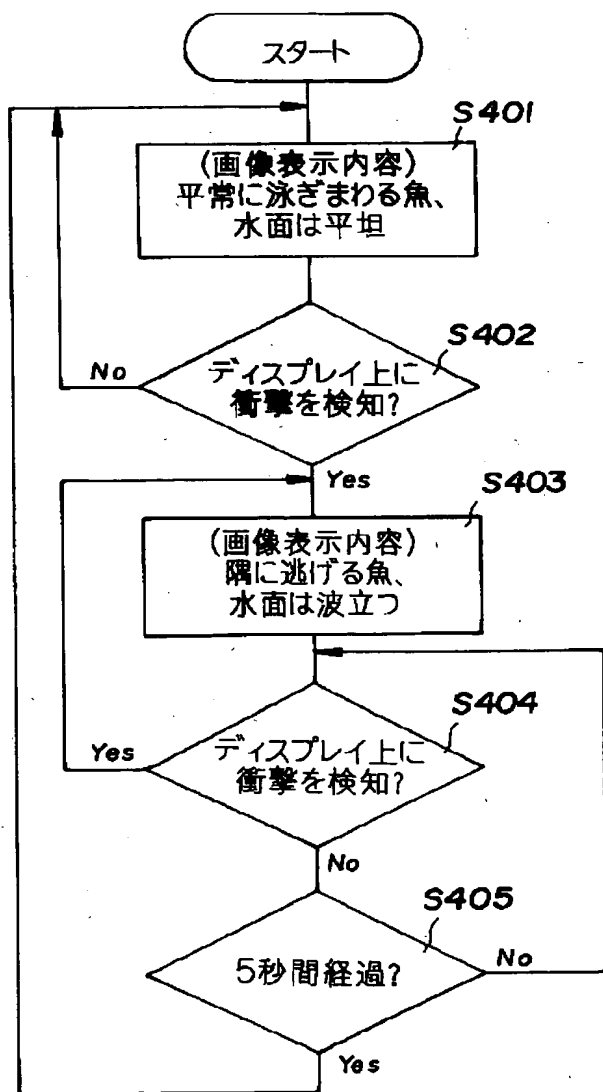 スタート
S401
(画像表示内容)
平常に泳ぎまわる魚、
水面は平坦
S402
ディスプレイ上に
衝撃を検知?
No
Yes
S403
(画像表示内容)
隅に逃げる魚、
水面は波立つ
S404
ディスプレイ上に
衝撃を検知?
Yes
No
S405
5秒間経過?
No
Yes